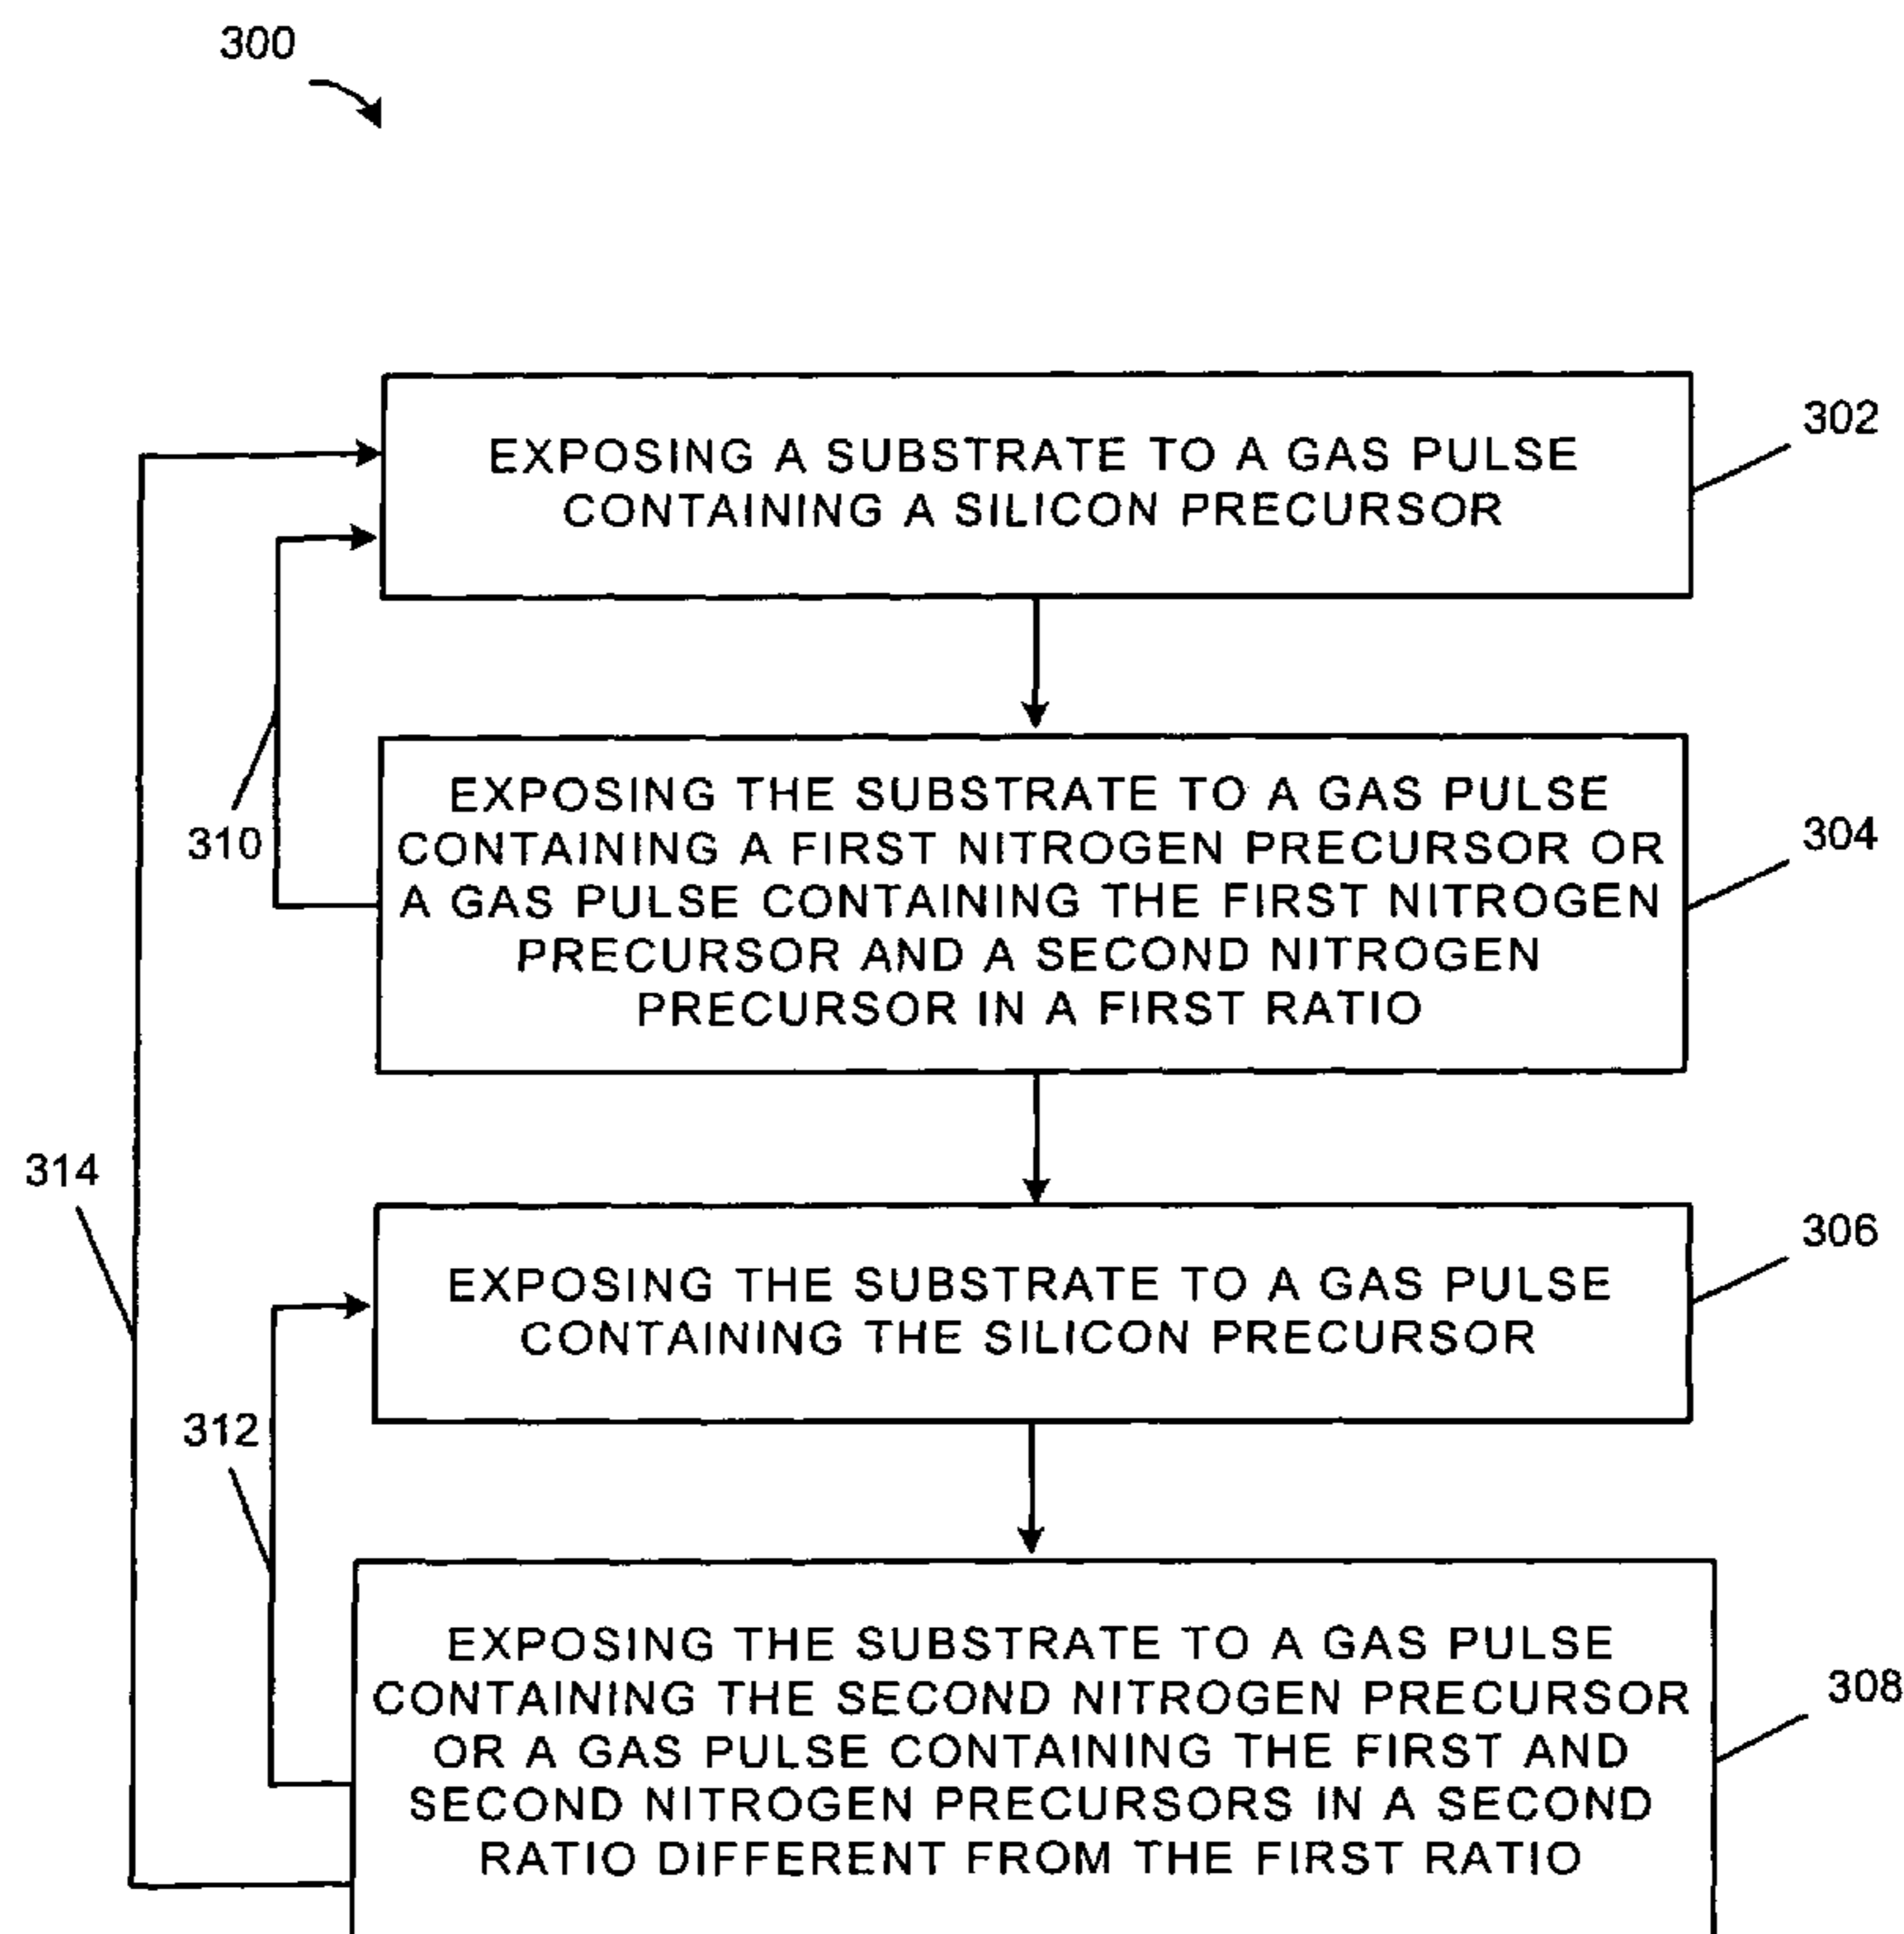 300
EXPOSING A SUBSTRATE TO A GAS PULSE
CONTAINING A SILICON PRECURSOR
302
EXPOSING THE SUBSTRATE TO A GAS PULSE
CONTAINING A FIRST NITROGEN PRECURSOR OR
A GAS PULSE CONTAINING THE FIRST NITROGEN
PRECURSOR AND A SECOND NITROGEN
PRECURSOR IN A FIRST RATIO
304
310
EXPOSING THE SUBSTRATE TO A GAS PULSE
CONTAINING THE SILICON PRECURSOR
306
314
312
EXPOSING THE SUBSTRATE TO A GAS PULSE
CONTAINING THE SECOND NITROGEN PRECURSOR
OR A GAS PULSE CONTAINING THE FIRST AND
SECOND NITROGEN PRECURSORS IN A SECOND
RATIO DIFFERENT FROM THE FIRST RATIO
308